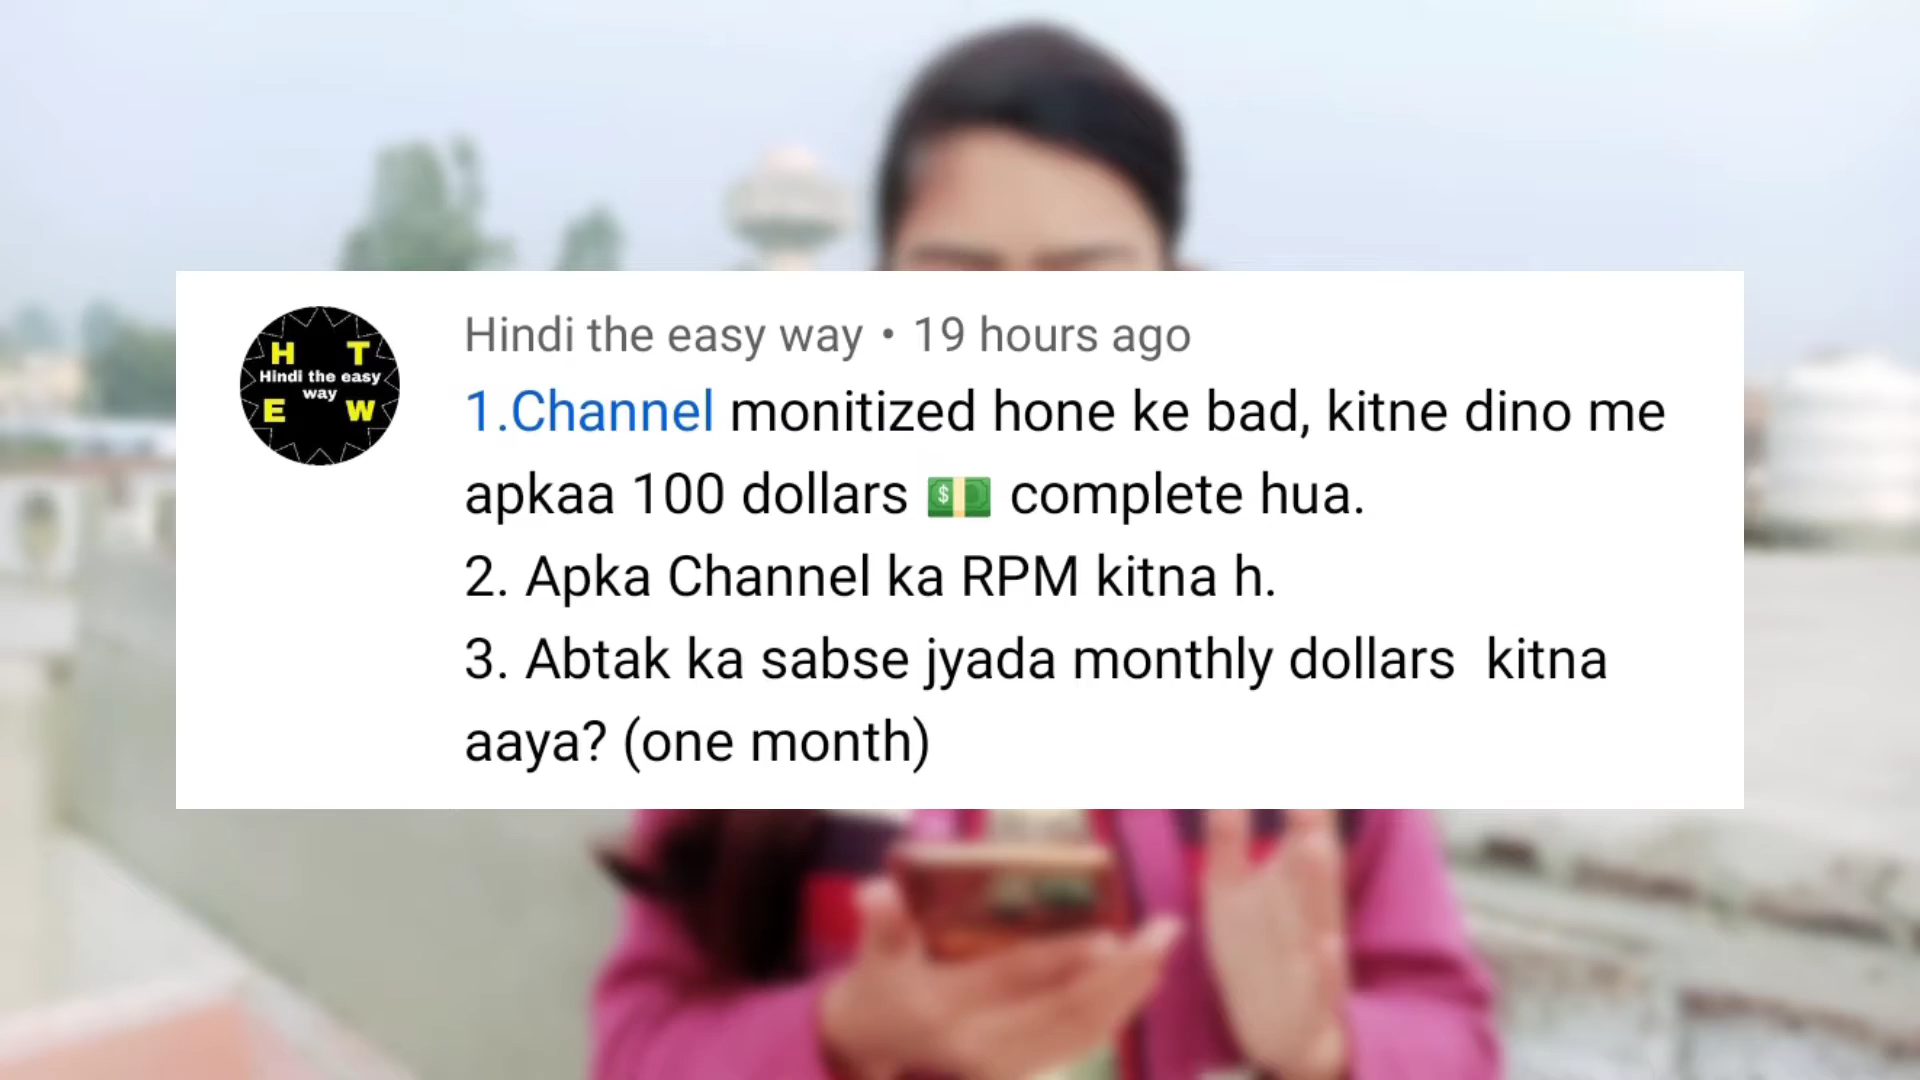 H T
Hindi the easy
way
E W
Hindi the easy way • 19 hours ago
1.Channel monitized hone ke bad, kitne dino me
apkaa 100 dollars 💵 complete hua.
2. Apka Channel ka RPM kitna h.
3. Abtak ka sabse jyada monthly dollars  kitna
aaya? (one month)